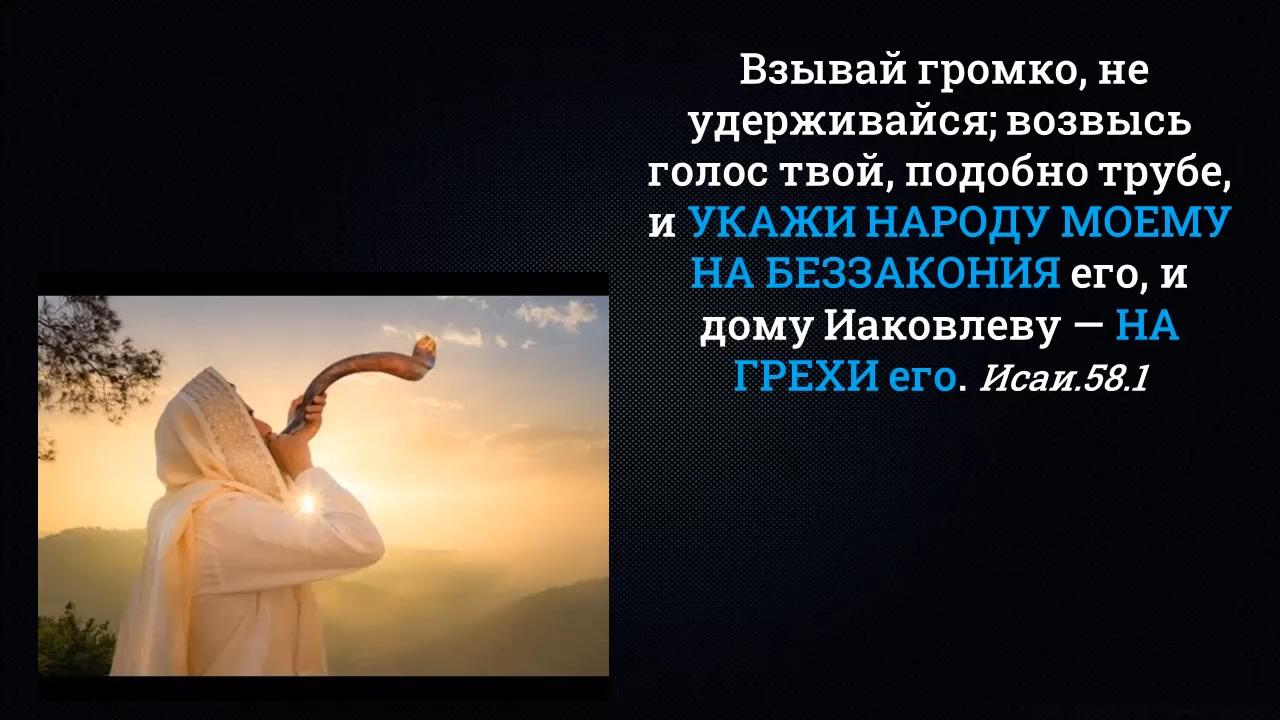 Взывай громко, не
удерживайся; возвысь
голос твой, подобно трубе,
и УКАЖИ НАРОДУ МОЕМУ
НА БЕЗЗАКОНИЯ его, и
дому Иаковлеву — НА
ГРЕХИ его. Исаи.58.1